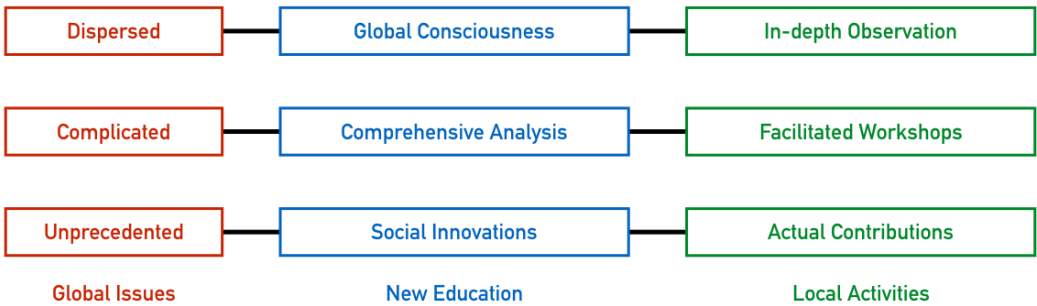 Dispersed
Global Consciousness
In-depth Observation
Complicated
Comprehensive Analysis
Facilitated Workshops
Unprecedented
Social Innovations
Actual Contributions
Global Issues
New Education
Local Activities